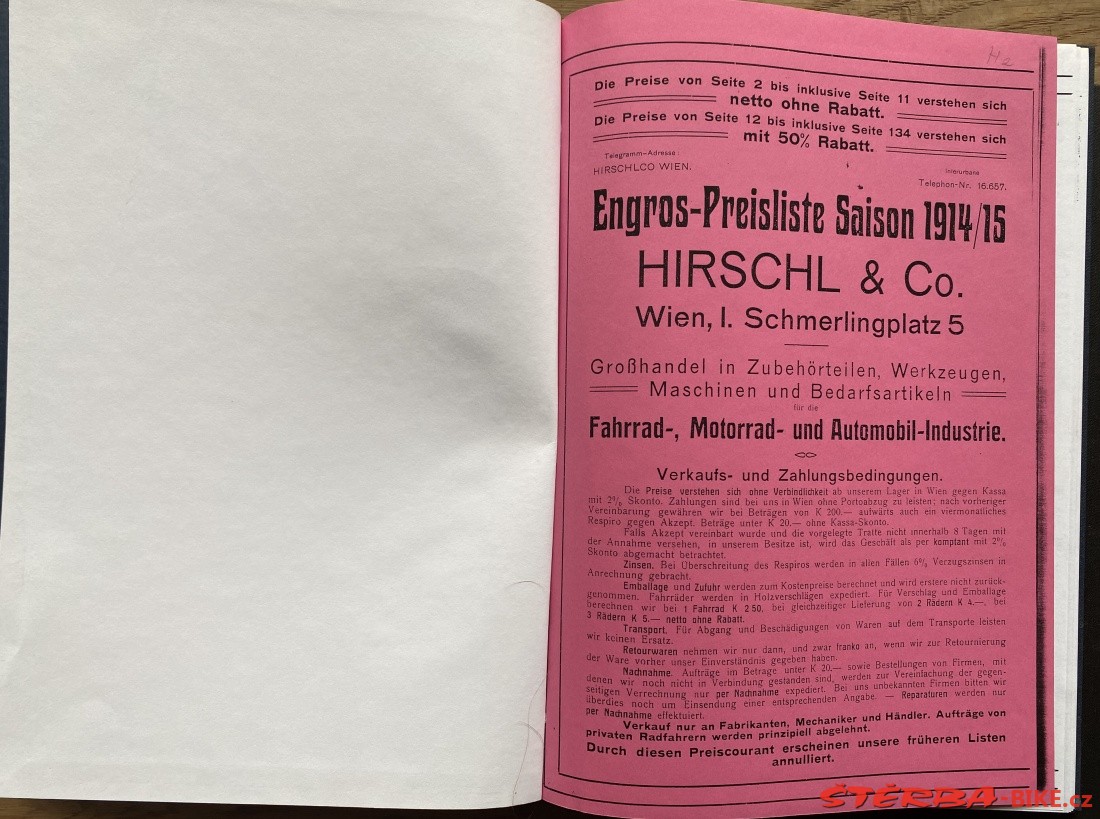 H2
Die Preise von Seite 2 bis inklusive Seite 11 verstehen sich
netto ohne Rabatt.
Die Preise von Seite 12 bis inklusive Seite 134 verstehen sich
mit 50% Rabatt.
Telegramm-Adresse:
HIRSCHLCO WIEN.
Interurbane
Telephon-Nr. 16.657.
Engros-Preisliste Saison 1914/15
HIRSCHL & Co.
Wien, I. Schmerlingplatz 5
Großhandel in Zubehörteilen, Werkzeugen,
Maschinen und Bedarfsartikeln
für die
Fahrrad-, Motorrad- und Automobil-Industrie.
Verkaufs- und Zahlungsbedingungen.
Die Preise verstehen sich ohne Verbindlichkeit ab unserem Lager in Wien gegen Kassa
mit 2% Skonto. Zahlungen sind bei uns in Wien ohne Portoabzug zu leisten; nach vorheriger
Vereinbarung gewähren wir bei Beträgen von K 200.— aufwärts auch ein viermonatliches
Respiro gegen Akzept. Beträge unter K 20.— ohne Kassa-Skonto.
Falls Akzept vereinbart wurde und die vorgelegte Tratte nicht innerhalb 8 Tagen mit
der Annahme versehen, in unserem Besitze ist, wird das Geschäft als per komptant mit 2%
Skonto abgemacht betrachtet.
Zinsen. Bei Überschreitung des Respiros werden in allen Fällen 6% Verzugszinsen in
Anrechnung gebracht.
Emballage und Zufuhr werden zum Kostenpreise berechnet und wird erstere nicht zurück-
genommen. Fahrräder werden in Holzverschlägen expediert. Für Verschlag und Emballage
berechnen wir bei 1 Fahrrad K 2.50, bei gleichzeitiger Lieferung von 2 Rädern K 4.—, bei
3 Rädern K 5.— netto ohne Rabatt.
Transport. Für Abgang und Beschädigungen von Waren auf dem Transporte leisten
wir keinen Ersatz.
Retourwaren nehmen wir nur dann, und zwar franko an, wenn wir zur Retournierung
der Ware vorher unser Einverständnis gegeben haben.
Nachnahme. Aufträge im Betrage unter K 20.— sowie Bestellungen von Firmen, mit
denen wir noch nicht in Verbindung gestanden sind, werden zur Vereinfachung der gegen-
seitigen Verrechnung nur per Nachnahme expediert. Bei uns unbekannten Firmen bitten wir
überdies noch um Einsendung einer entsprechenden Angabe. — Reparaturen werden nur
per Nachnahme effektuiert.
Verkauf nur an Fabrikanten, Mechaniker und Händler. Aufträge von
privaten Radfahrern werden prinzipiell abgelehnt.
Durch diesen Preiscourant erscheinen unsere früheren Listen
annulliert.
ŠTĚRBA-BIKE.cz